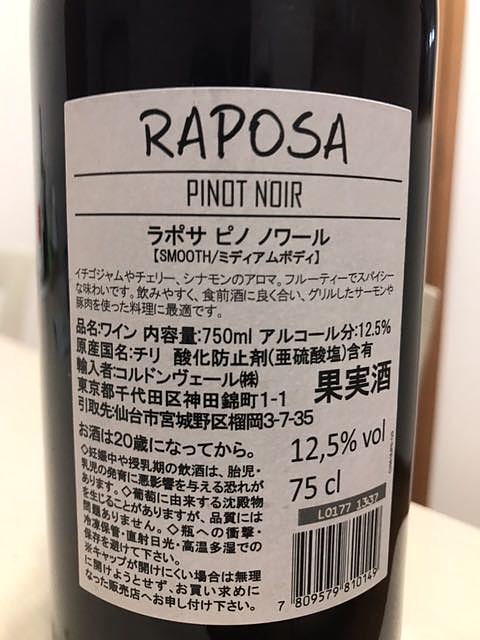 RAPOSA
PINOT NOIR
ラポサ ピノ ノワール
【SMOOTH/ミディアムボディ】
イチゴジャムやチェリー、シナモンのアロマ。フルーティーでスパイシー
な味わいです。飲みやすく、食前酒に良く合い、グリルしたサーモンや
豚肉を使った料理に最適です。
品名:ワイン 内容量:750ml アルコール分:12.5%
原産国名:チリ 酸化防止剤(亜硫酸塩)含有
輸入者:コルドンヴェール㈱
東京都千代田区神田錦町1-1
引取先:仙台市宮城野区榴岡3-7-35
果実酒
お酒は20歳になってから。
◇妊娠中や授乳期の飲酒は、胎児・
乳児の発育に悪影響を与える恐れが
あります。◇葡萄に由来する沈殿物
を生じることがありますが、品質には
問題ありません。◇瓶への衝撃・
冷凍保管・直射日光・高温多湿での
保存を避けて下さい。
※キャップが開けにくい場合は無理
に開けようとせず、お買い求めに
なった販売店へお申し付け下さい。
12,5% vol
75 cl
L0177 13:37
7 809579 810149